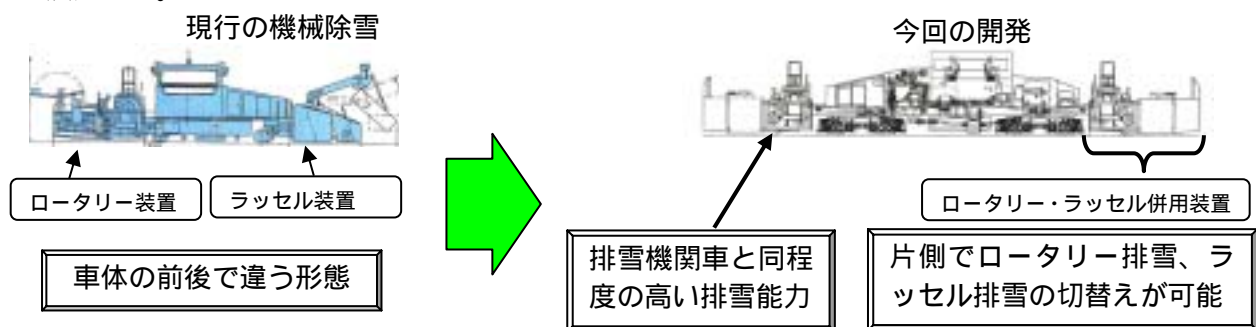 現行の機械除雪
今回の開発
ロータリー装置
ラッセル装置
車体の前後で違う形態
ロータリー・ラッセル併用装置
排雪機関車と同程
度の高い排雪能力
片側でロータリー排雪、ラ
ッセル排雪の切替えが可能